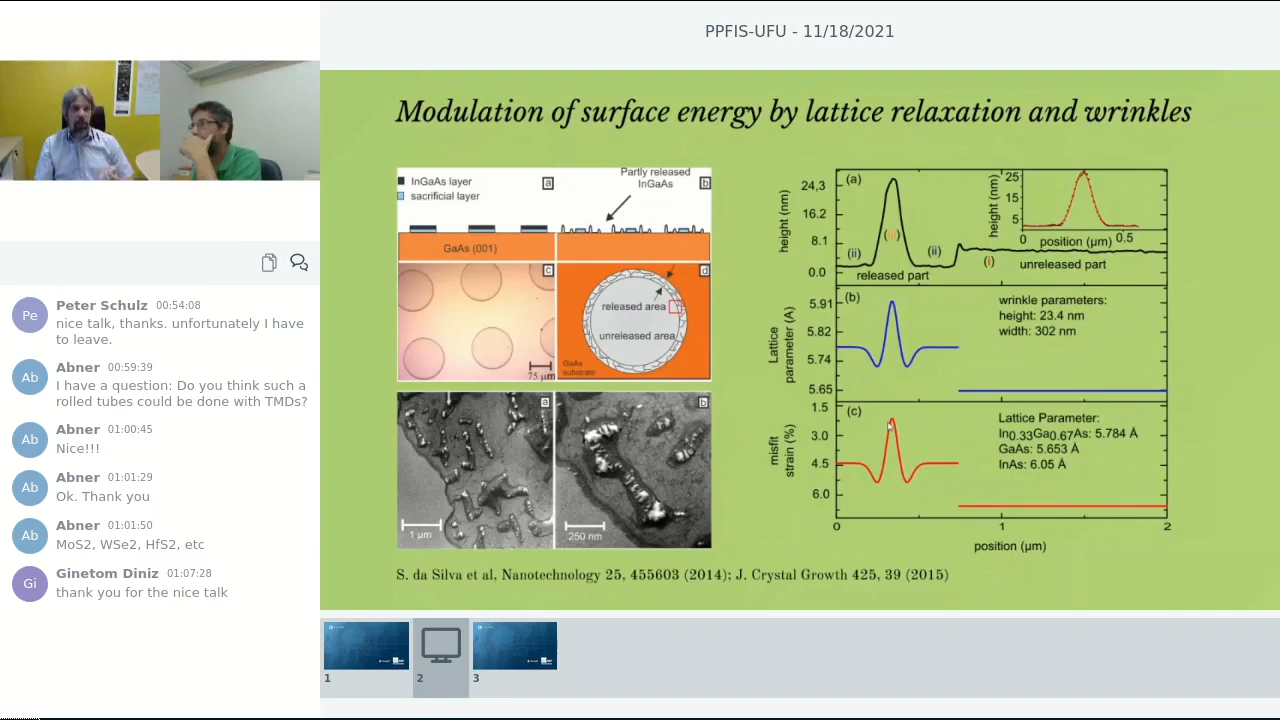 PPFIS-UFU - 11/18/2021
Pe
Peter Schulz 00:54:08
nice talk, thanks. unfortunately I have
to leave.
Ab
Abner 00:59:39
I have a question: Do you think such a
rolled tubes could be done with TMDs?
Ab
Abner 01:00:45
Nice!!!
Ab
Abner 01:01:29
Ok. Thank you
Ab
Abner 01:01:50
MoS2, WSe2, HfS2, etc
Gi
Ginetom Diniz 01:07:28
thank you for the nice talk
Modulation of surface energy by lattice relaxation and wrinkles
InGaAs layer
sacrificial layer
a
GaAs (001)
Partly released
InGaAs
b
c
75 μm
d
released area
unreleased area
GaAs
substrate
a
1 μm
b
250 nm
(a)
height (nm)
24,3
16.2
8.1
0.0
(ii)
(ii)
(i)
released part
unreleased part
height (nm)
25
15
5
0
position (μm)
0.5
(b)
Lattice
parameter (A)
5.91
5.82
5.74
5.65
wrinkle parameters:
height: 23.4 nm
width: 302 nm
(c)
misfit
strain (%)
1.5
3.0
4.5
6.0
Lattice Parameter:
In0.33Ga0.67As: 5.784 Å
GaAs: 5.653 Å
InAs: 6.05 Å
0
1
2
position (μm)
S. da Silva et al, Nanotechnology 25, 455603 (2014); J. Crystal Growth 425, 39 (2015)
1
2
3